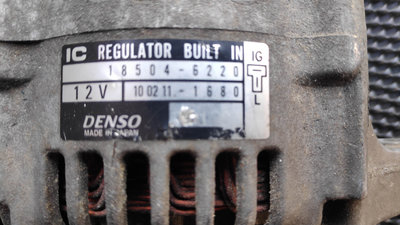 IC REGULATOR BUILT IN
IG
18504-6220
12V 100211-1680
L
DENSO
MADE IN JAPAN